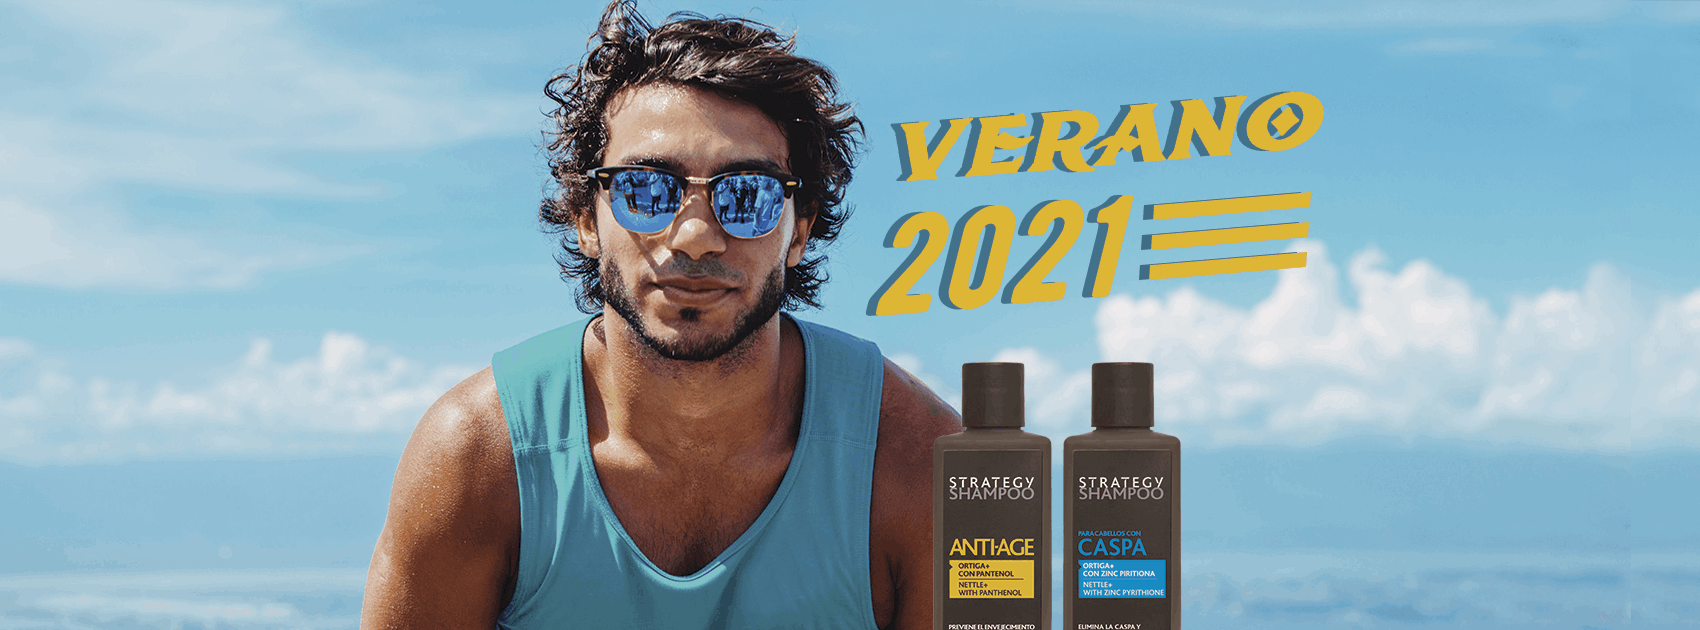 VERANO
2021
STRATEGY
SHAMPOO
ANTI-AGE
ORTIGA+
CON PANTENOL
NETTLE+
WITH PANTHENOL
PREVIENE EL ENVEJECIMIENTO
STRATEGY
SHAMPOO
PARA CABELLOS CON
CASPA
ORTIGA+
CON ZINC PIRITIONA
NETTLE+
WITH ZINC PYRITHIONE
ELIMINA LA CASPA Y